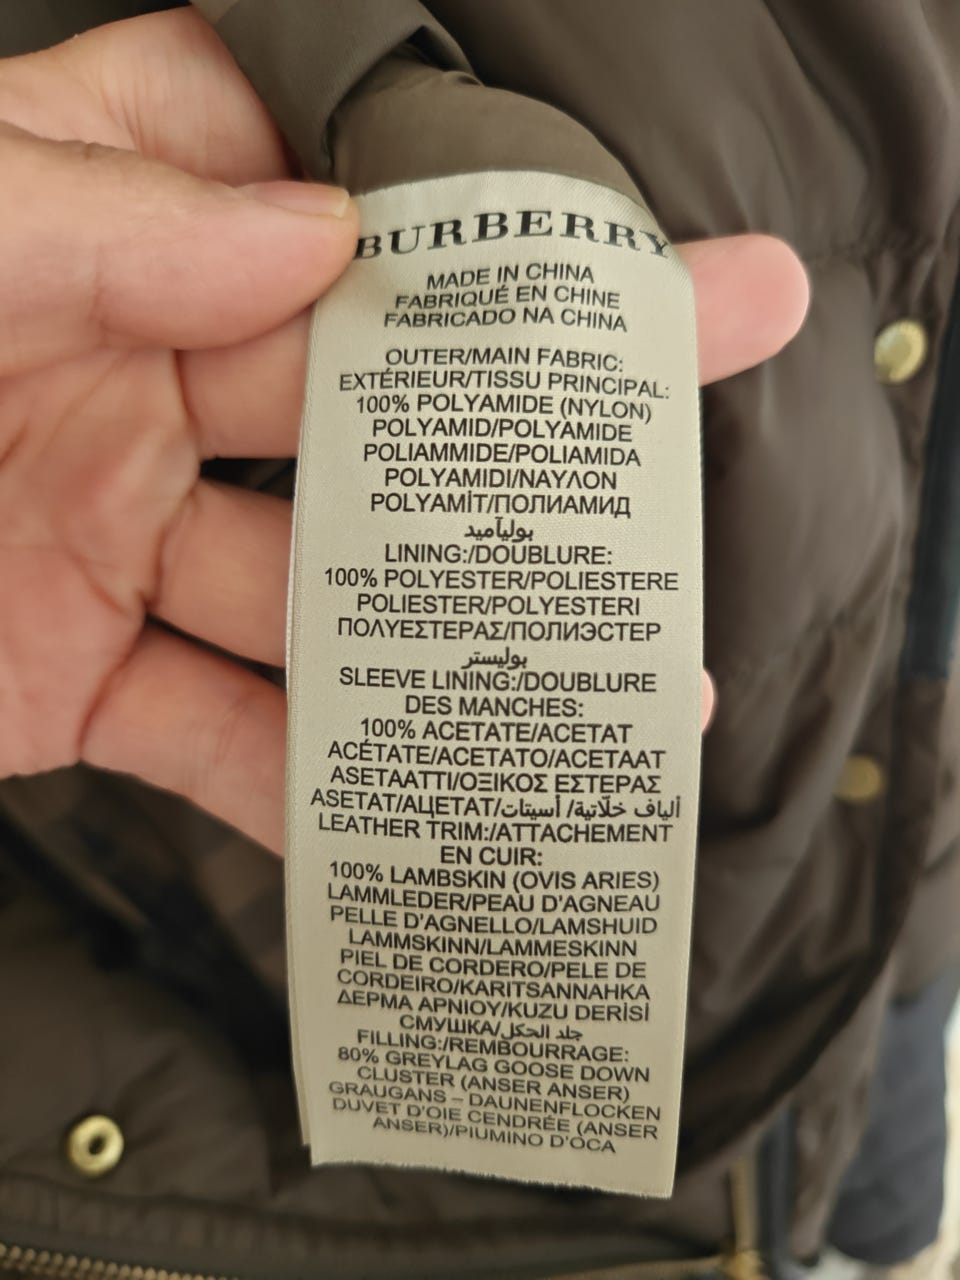 BURBERRY
MADE IN CHINA
FABRIQUÉ EN CHINE
FABRICADO NA CHINA
OUTER/MAIN FABRIC:
EXTÉRIEUR/TISSU PRINCIPAL:
100% POLYAMIDE (NYLON)
POLYAMID/POLYAMIDE
POLIAMMIDE/POLIAMIDA
POLYAMIDI/ΝΑΥΛΟΝ
POLYAMİT/ПОЛИАМИД
بوليآميد
LINING:/DOUBLURE:
100% POLYESTER/POLIESTERE
POLIESTER/POLYESTERI
ΠΟΛΥΕΣΤΕΡΑΣ/ПОЛИЭСТЕР
بوليستر
SLEEVE LINING:/DOUBLURE
DES MANCHES:
100% ACETATE/ACETAT
ACÉTATE/ACETATO/ACETAAT
ASETAATTI/ΟΞΙΚΟΣ ΕΣΤΕΡΑΣ
ASETAT/АЦЕТАТ/ألياف خلّاتية/ أسيتات
LEATHER TRIM:/ATTACHEMENT
EN CUIR:
100% LAMBSKIN (OVIS ARIES)
LAMMLEDER/PEAU D'AGNEAU
PELLE D'AGNELLO/LAMSHUID
LAMMSKINN/LAMMESKINN
PIEL DE CORDERO/PELE DE
CORDEIRO/KARITSANNAHKA
ΔΕΡΜΑ ΑΡΝΙΟΥ/KUZU DERİSİ
СМУШКА/جلد الحكل
FILLING:/REMBOURRAGE:
80% GREYLAG GOOSE DOWN
CLUSTER (ANSER ANSER)
GRAUGANS – DAUNENFLOCKEN
DUVET D'OIE CENDRÉE (ANSER
ANSER)/PIUMINO D'OCA